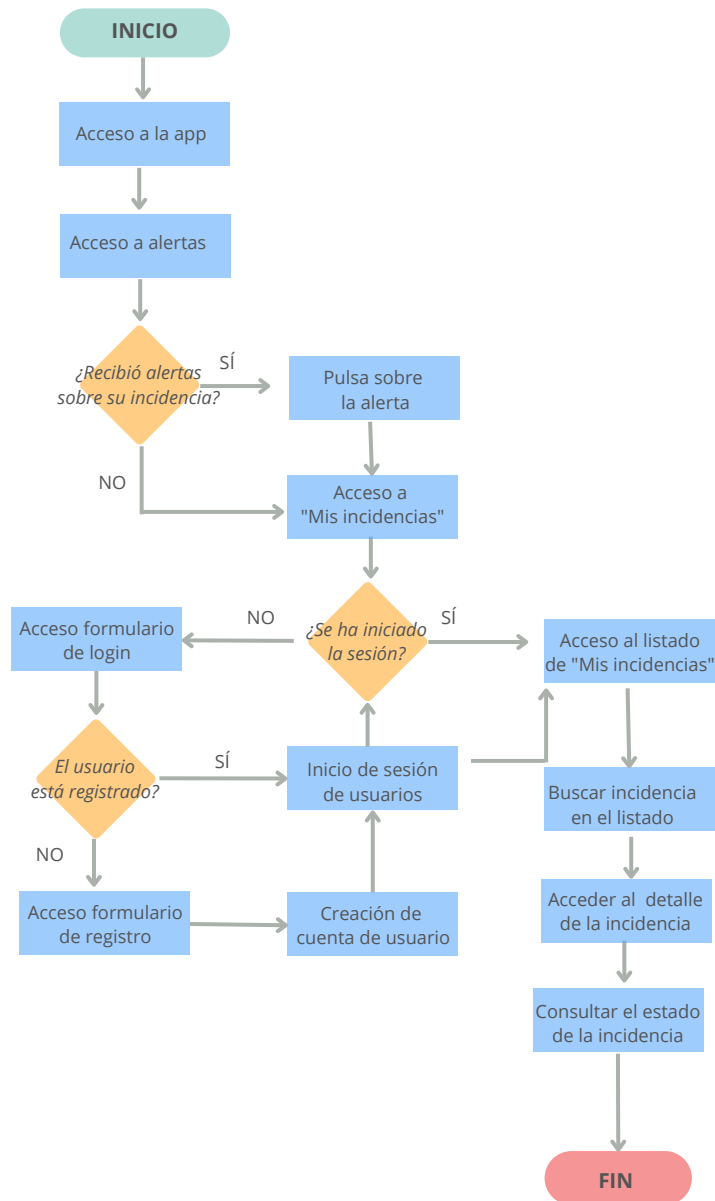 INICIO
Acceso a la app
Acceso a alertas
¿Recibió alertas
sobre su incidencia?
SÍ
Pulsa sobre
la alerta
NO
Acceso a
"Mis incidencias"
¿Se ha iniciado
la sesión?
NO
SÍ
Acceso formulario
de login
Acceso al listado
de "Mis incidencias"
El usuario
está registrado?
SÍ
Inicio de sesión
de usuarios
Buscar incidencia
en el listado
NO
Acceso formulario
de registro
Creación de
cuenta de usuario
Acceder al detalle
de la incidencia
Consultar el estado
de la incidencia
FIN